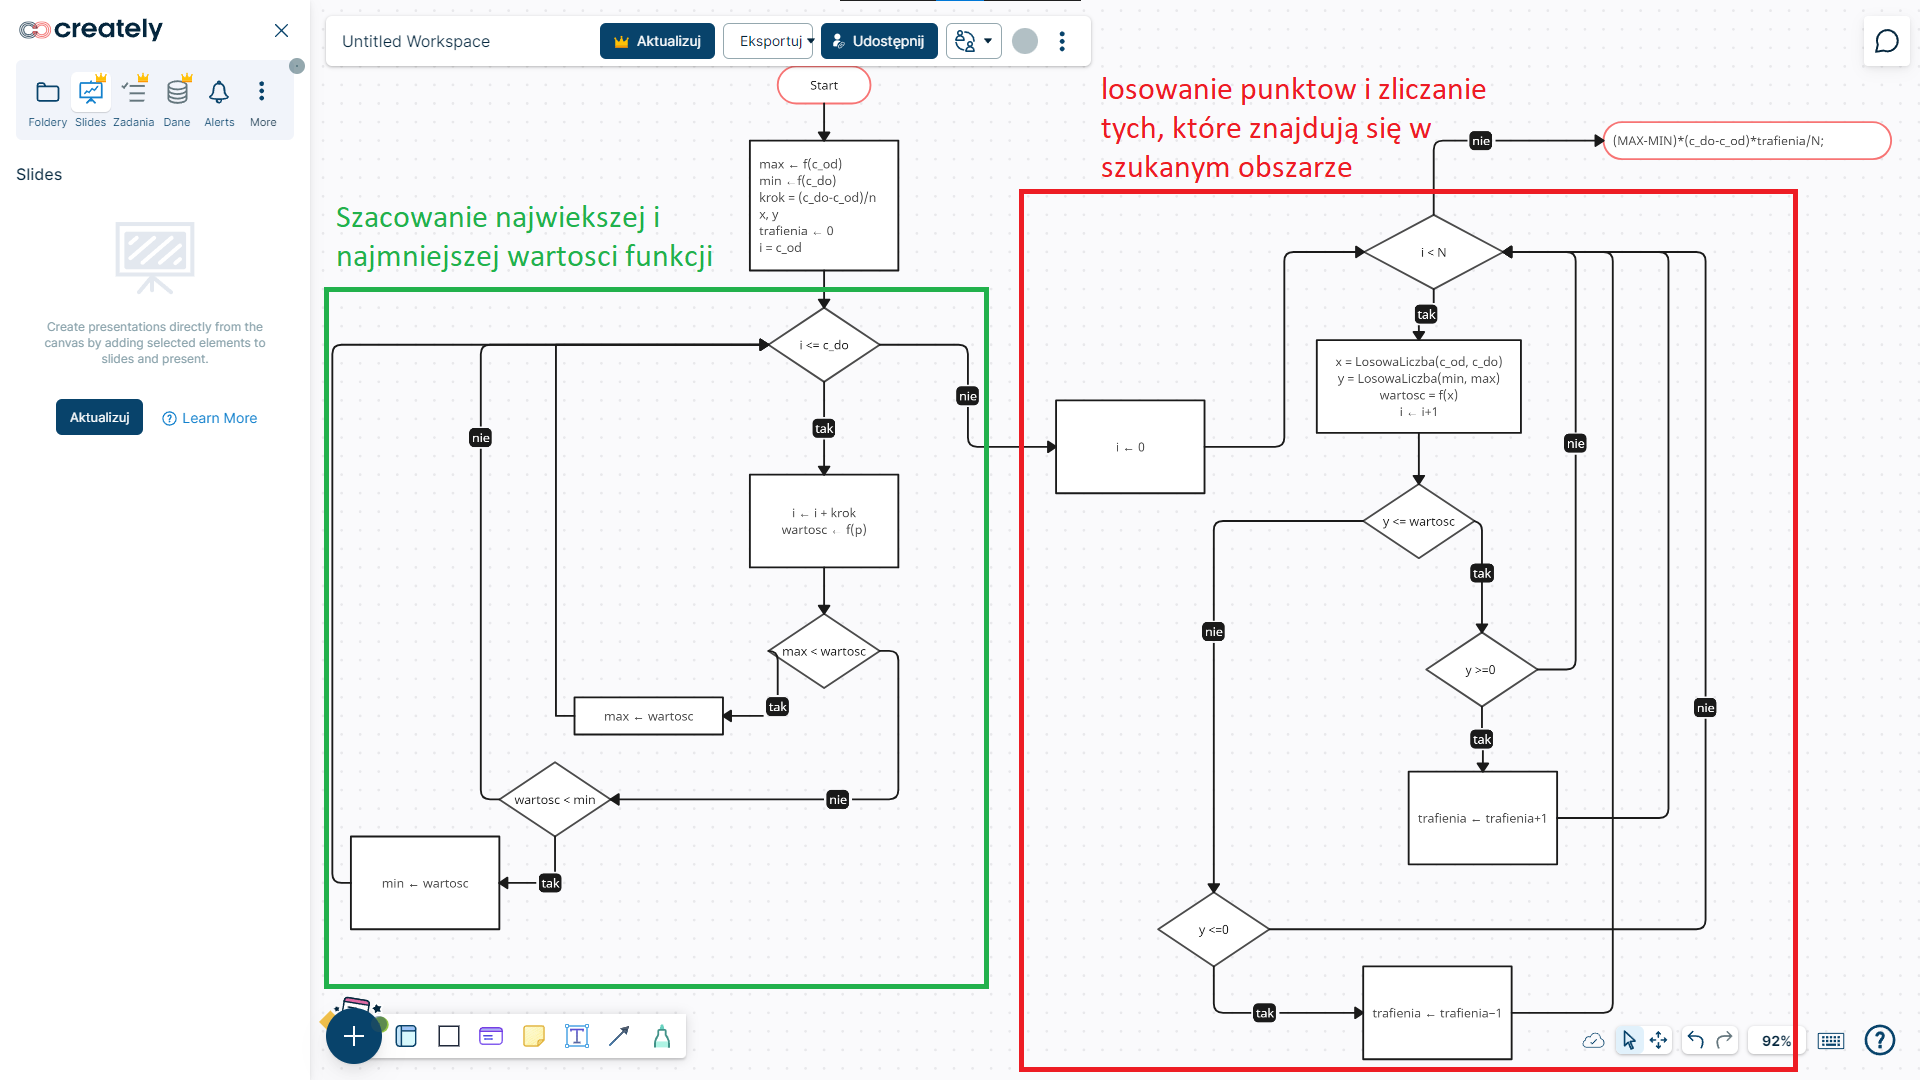 creately
Foldery
Slides
Zadania
Dane
Alerts
More
Slides
Create presentations directly from the
canvas by adding selected elements to
slides and present.
Aktualizuj
Learn More
Untitled Workspace
Aktualizuj
Eksportuj
Udostępnij
Start
max ← f(c_od)
min ←f(c_do)
krok = (c_do-c_od)/n
x, y
trafienia ← 0
i = c_od
Szacowanie najwiekszej i
najmniejszej wartosci funkcji
i <= c_do
nie
tak
nie
i ← i + krok
wartosc ← f(p)
max < wartosc
tak
max ← wartosc
nie
wartosc < min
tak
min ← wartosc
losowanie punktow i zliczanie
tych, które znajdują się w
szukanym obszarze
nie
(MAX-MIN)*(c_do-c_od)*trafienia/N;
i < N
tak
x = LosowaLiczba(c_od, c_do)
y = LosowaLiczba(min, max)
wartosc = f(x)
i ← i+1
i ← 0
nie
y <= wartosc
tak
nie
y >=0
nie
tak
trafienia ← trafienia+1
y <=0
tak
trafienia ← trafienia−1
92%